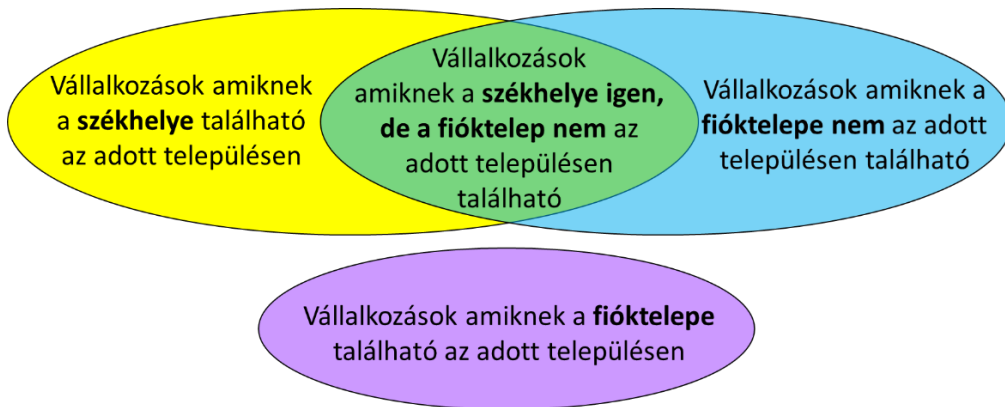 Vállalkozások amiknek
a székhelye található
az adott településen
Vállalkozások
amiknek a székhelye igen,
de a fióktelep nem az
adott településen
található
Vállalkozások amiknek a
fióktelepe nem az adott
településen található
Vállalkozások amiknek a fióktelepe
található az adott településen